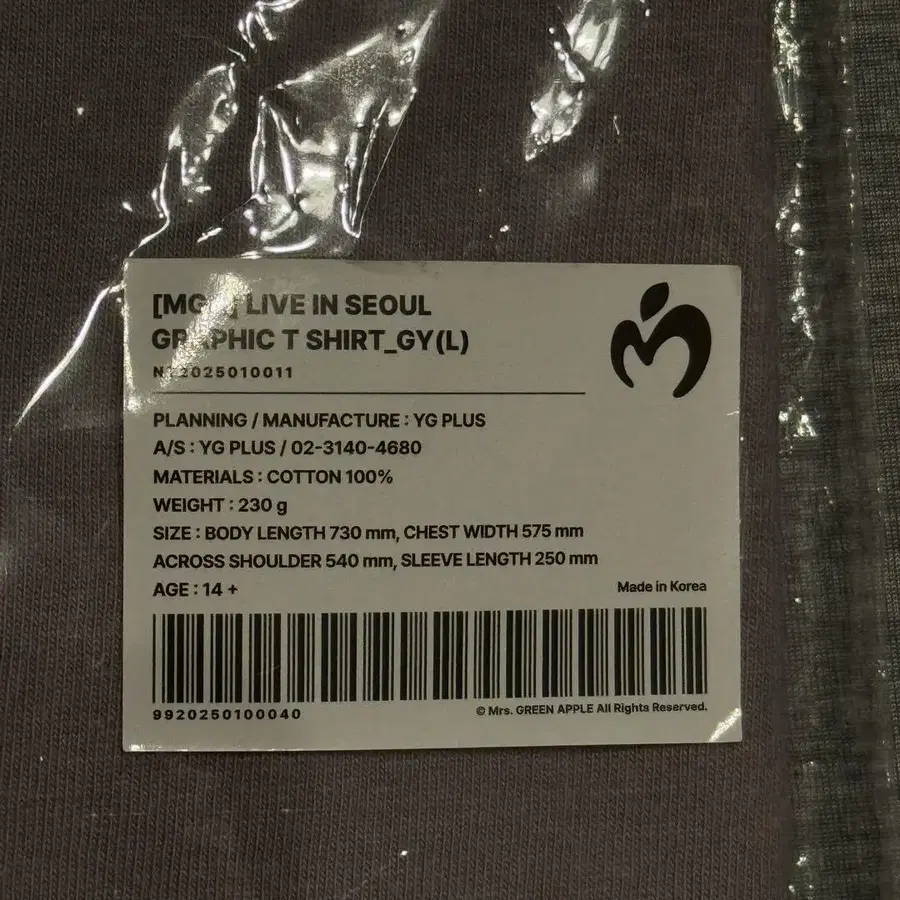 LIVE IN SEOUL
T SHIRT_GY(L)
PLANNING / MANUFACTURE : YG PLUS
A/S : YG PLUS / 02-3140-4680
MATERIALS : COTTON 100%
WEIGHT : 230 g
SIZE : BODY LENGTH 730 mm, CHEST WIDTH 575 mm
ACROSS SHOULDER 540 mm, SLEEVE LENGTH 250 mm
AGE : 14 +
Made in Korea
9920250100040
© Mrs. GREEN APPLE All Rights Reserved.